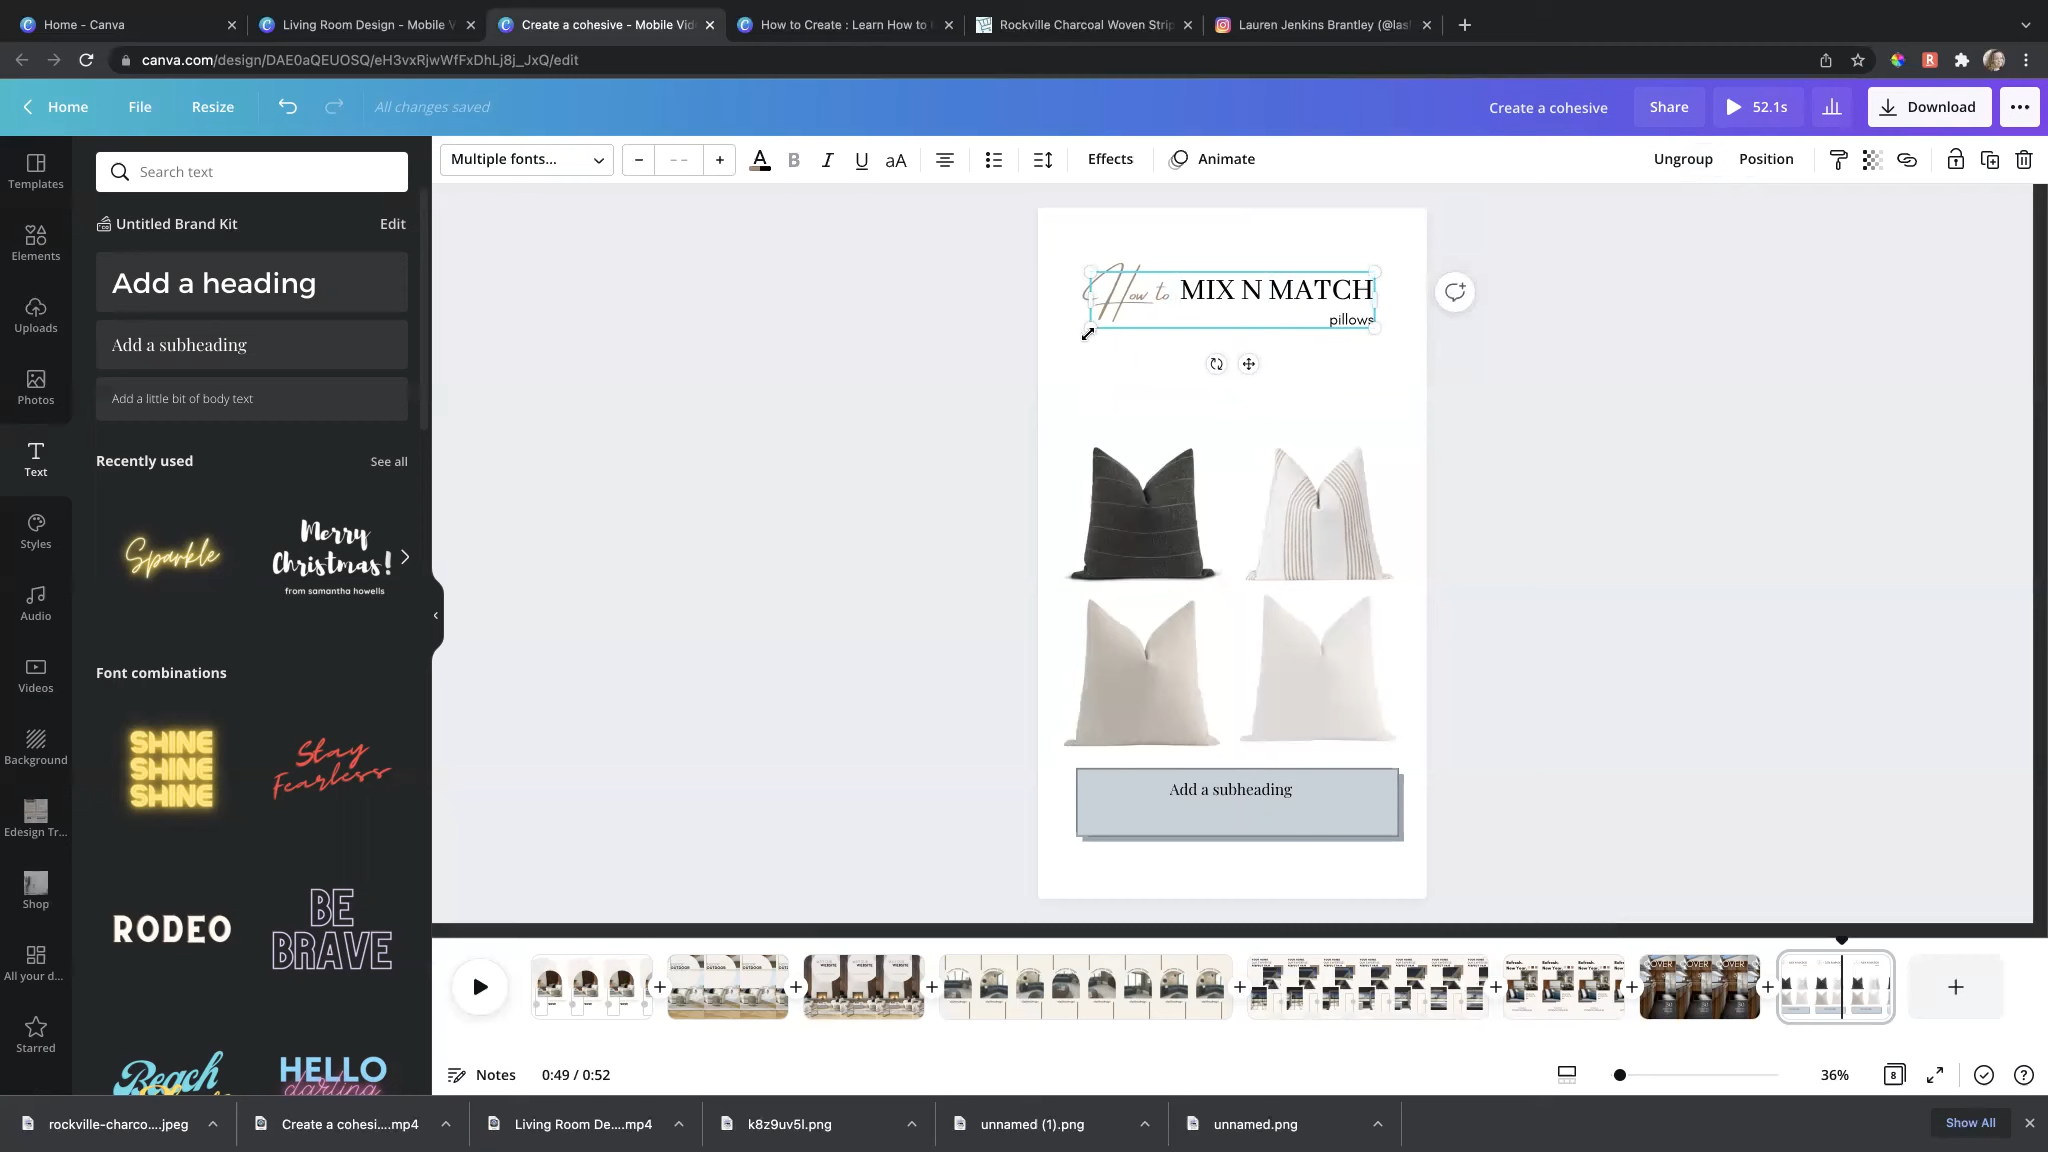 Home - Canva
Living Room Design - Mobile V
Create a cohesive - Mobile Vid
How to Create : Learn How to
Rockville Charcoal Woven Strip
Lauren Jenkins Brantley (@las
canva.com/design/DAE0aQEUOSQ/eH3vxRjwWfFxDhLj8j_JxQ/edit
Home
File
Resize
All changes saved
Create a cohesive
Share
52.1s
Download
Templates
Elements
Uploads
Photos
Text
Styles
Audio
Videos
Background
Edesign Tr...
Shop
All your d...
Starred
Search text
Untitled Brand Kit
Edit
Add a heading
Add a subheading
Add a little bit of body text
Recently used
See all
Sparkle
Merry
Christmas!
from samantha howells
Font combinations
SHINE
SHINE
SHINE
Stay
Fearless
RODEO
BE
BRAVE
Beach
HELLO
darling
Multiple fonts...
- -
A
B
I
U
aA
Effects
Animate
Ungroup
Position
How to MIX N MATCH
pillows
Add a subheading
Notes
0:49 / 0:52
36%
8
rockville-charco....jpeg
Create a cohesi....mp4
Living Room De....mp4
k8z9uv5l.png
unnamed (1).png
unnamed.png
Show All